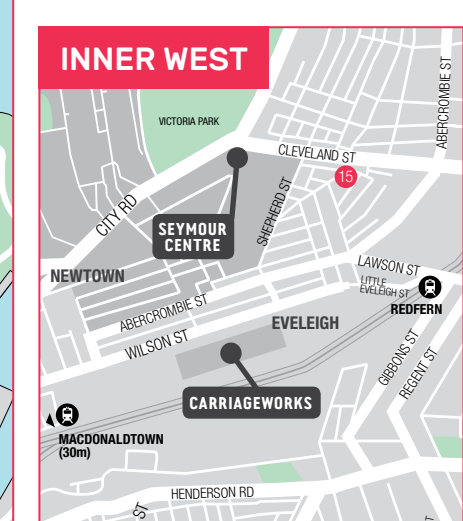 INNER WEST
ABERCROMBIE ST
VICTORIA PARK
CLEVELAND ST
15
CITY RD
SHEPHERD ST
SEYMOUR
CENTRE
NEWTOWN
LAWSON ST
LITTLE
EVELEIGH ST
REDFERN
ABERCROMBIE ST
EVELEIGH
WILSON ST
GIBBONS ST
REGENT ST
CARRIAGEWORKS
MACDONALDTOWN
(30m)
HENDERSON RD
ST
ST